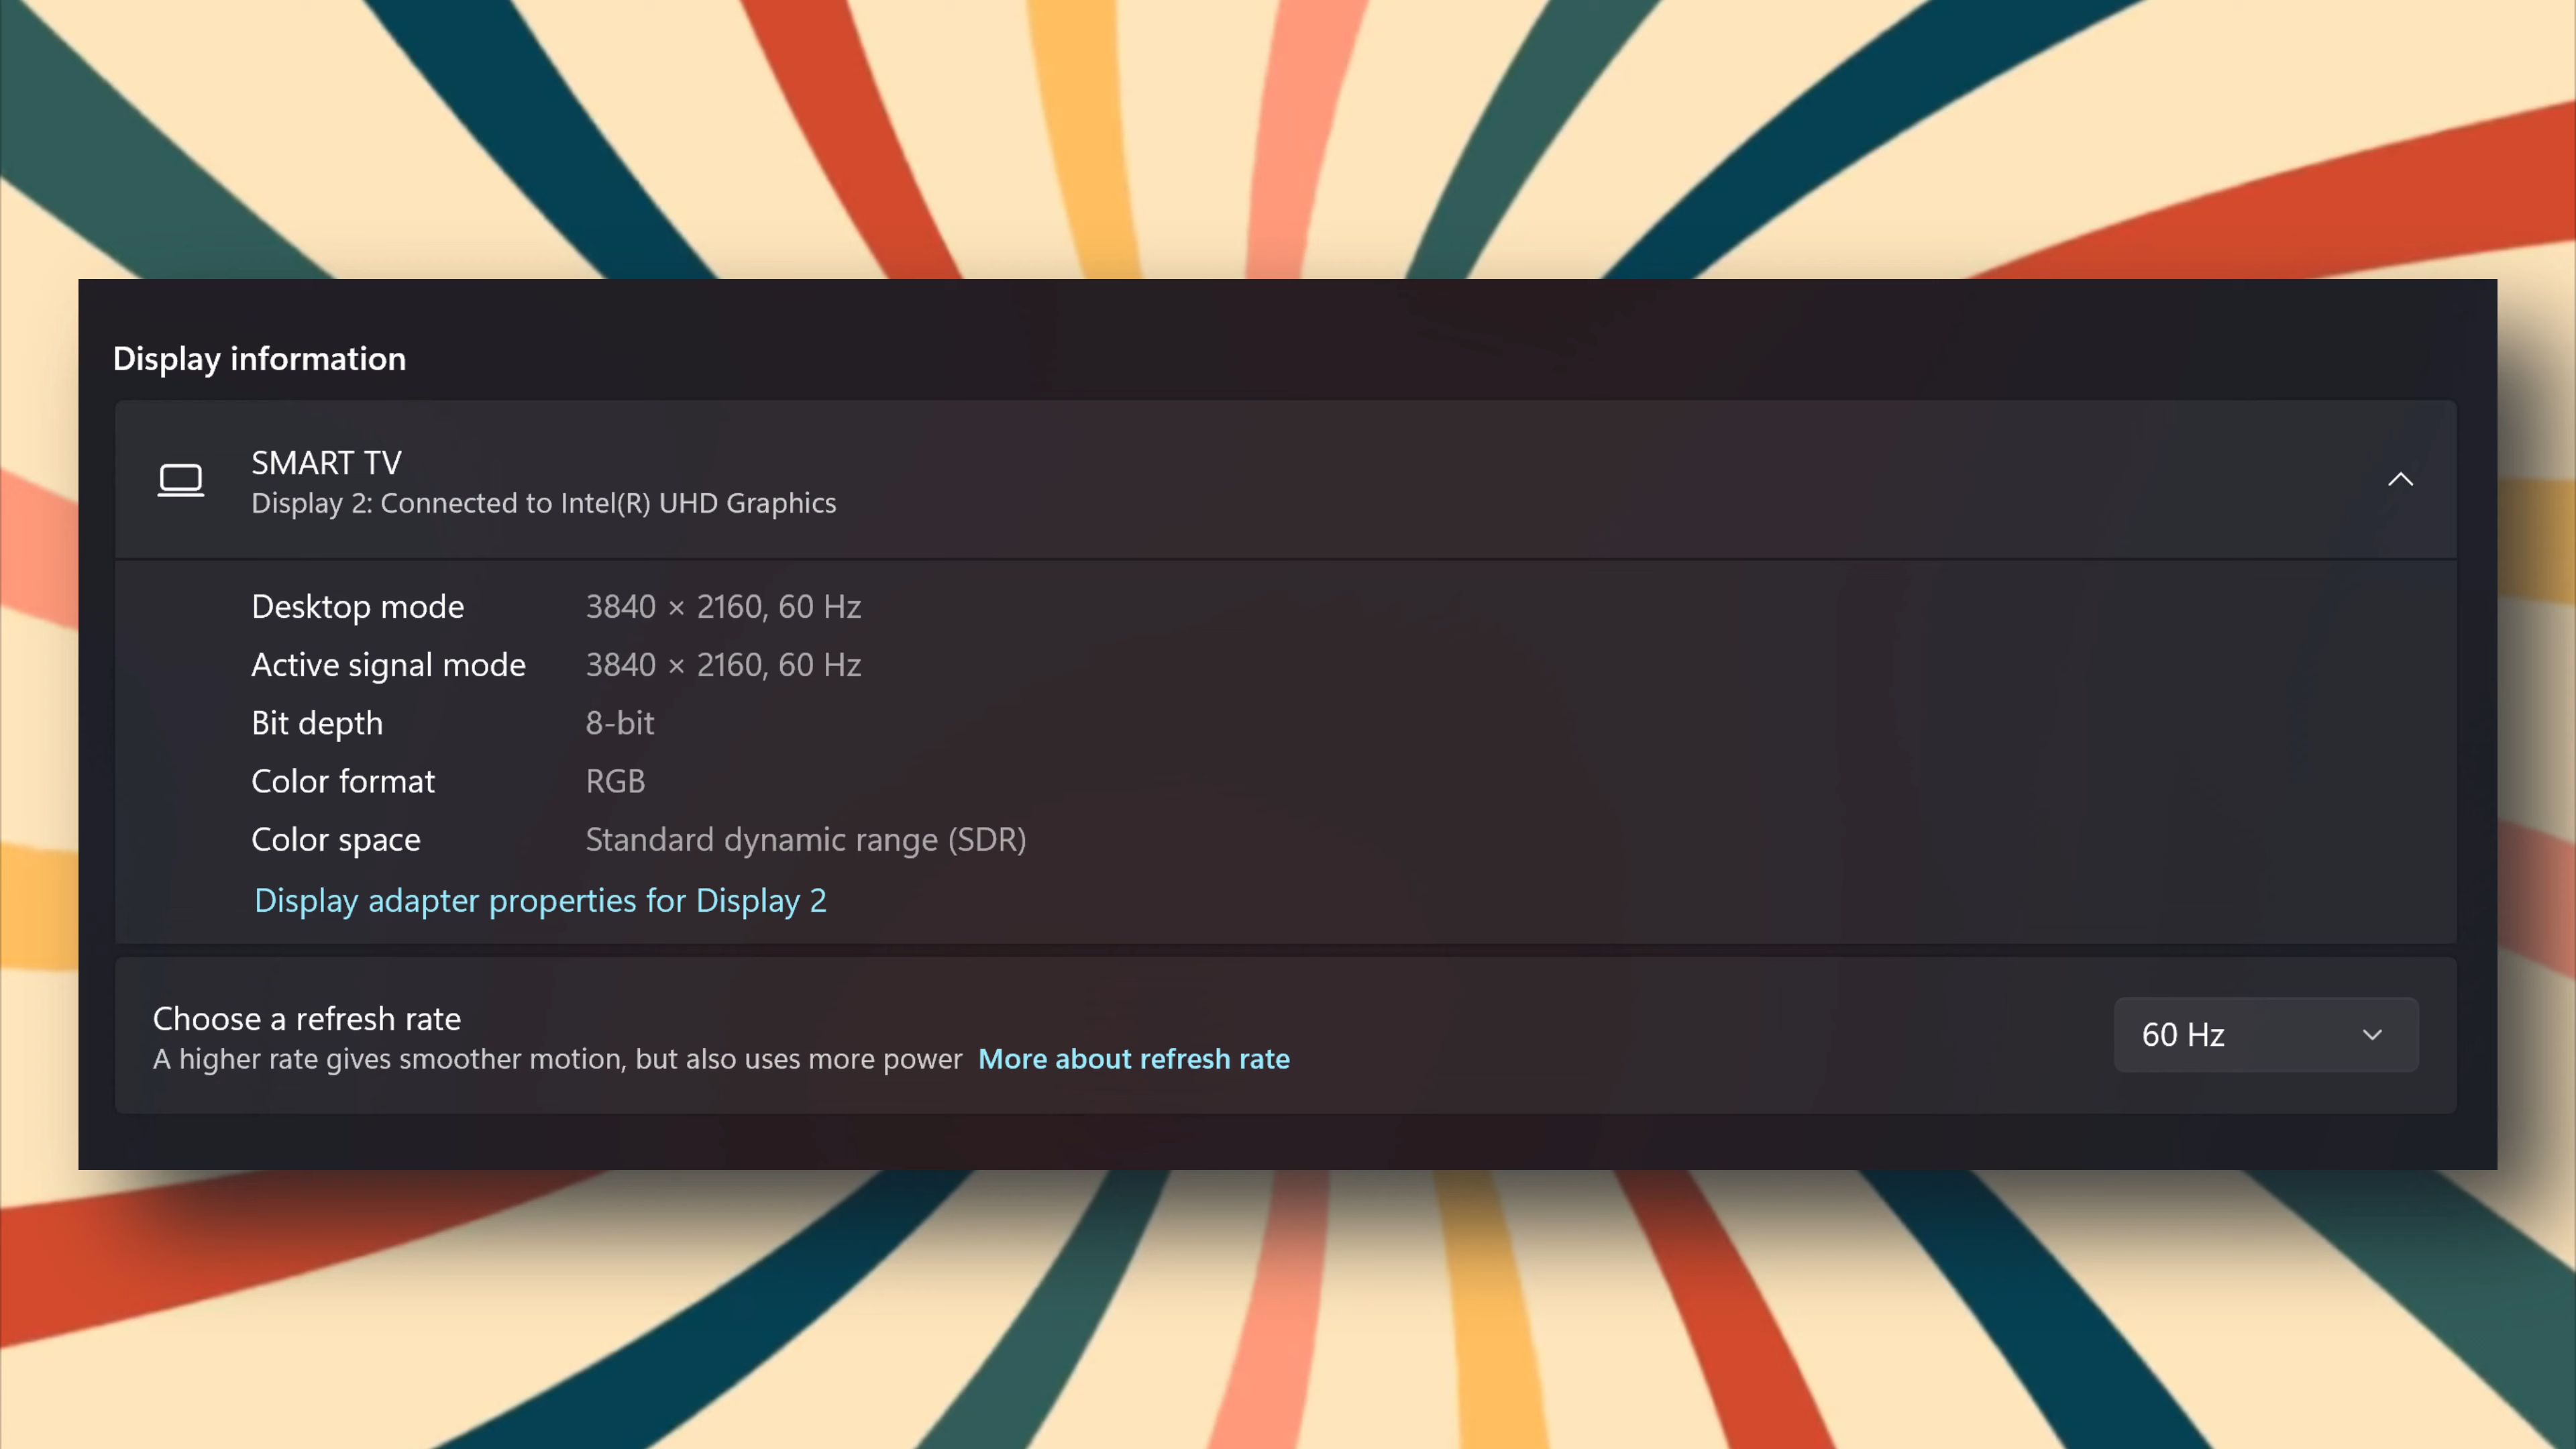 Display information
SMART TV
Display 2: Connected to Intel(R) UHD Graphics
Desktop mode 3840 × 2160, 60 Hz
Active signal mode 3840 × 2160, 60 Hz
Bit depth 8-bit
Color format RGB
Color space Standard dynamic range (SDR)
Display adapter properties for Display 2
Choose a refresh rate
A higher rate gives smoother motion, but also uses more power More about refresh rate
60 Hz